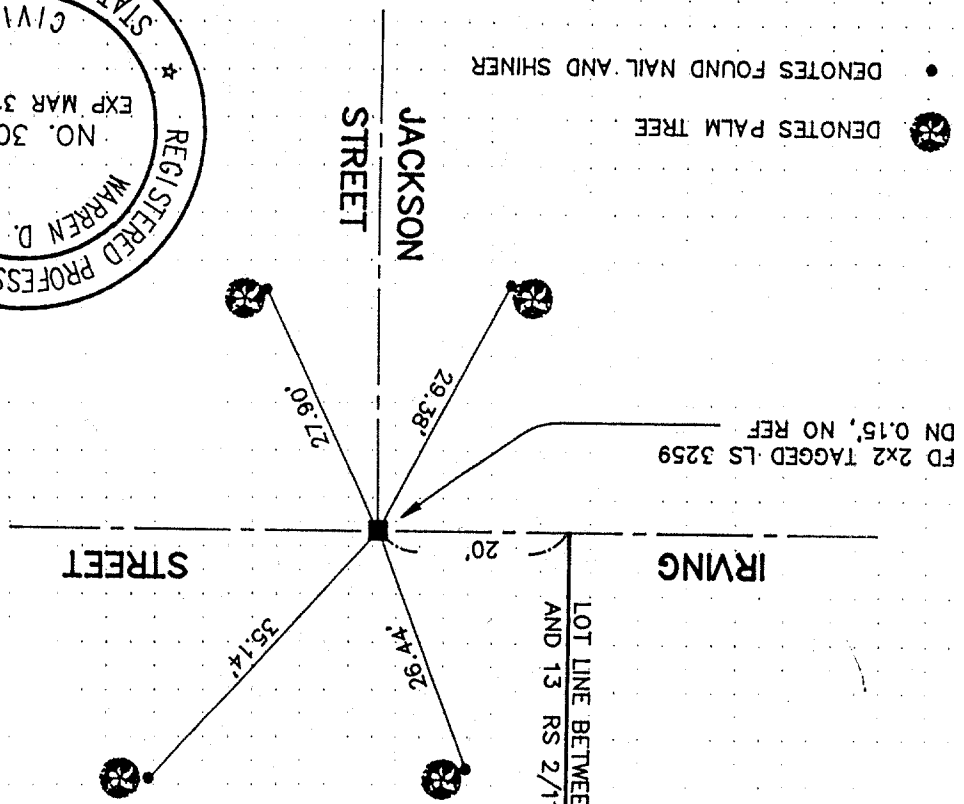 LOT LINE BETWEE
AND 13 RS 2/1
26.44'
35.14'
IRVING STREET
20'
FD 2x2 TAGGED LS 3259
DN 0.15', NO REF
29.38'
27.90'
JACKSON
STREET
REGISTERED PROFESS
WARREN D.
NO. 30
EXP MAR 3
CIVI
STAT
DENOTES PALM TREE
DENOTES FOUND NAIL AND SHINER